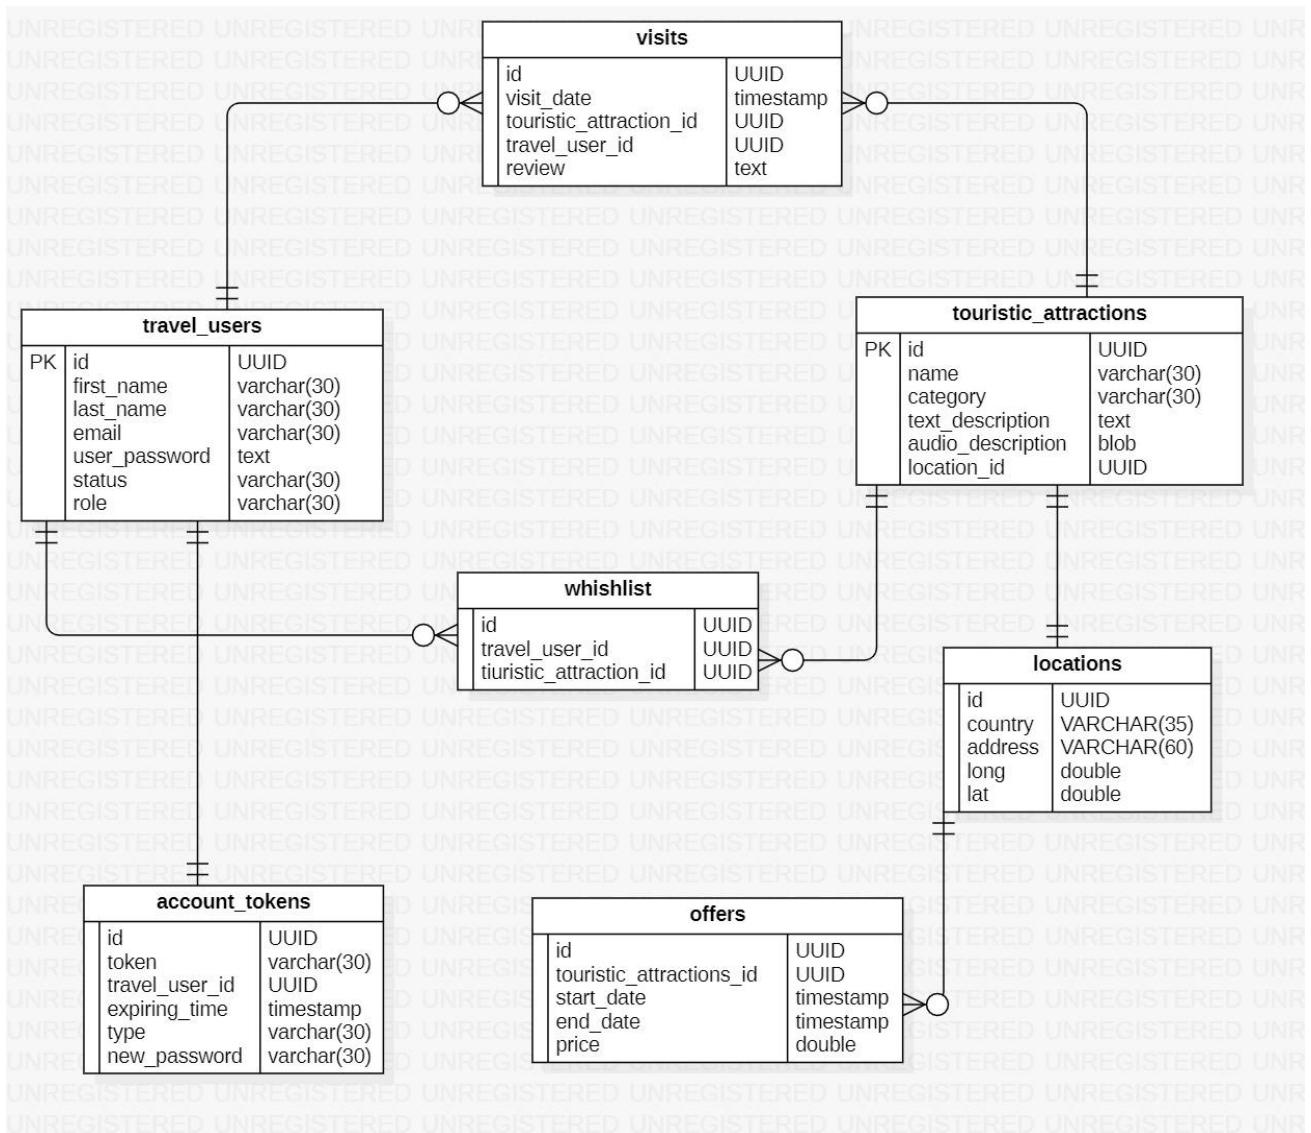 visits
id UUID
visit_date timestamp
touristic_attraction_id UUID
travel_user_id UUID
review text
travel_users
PK id UUID
first_name varchar(30)
last_name varchar(30)
email varchar(30)
user_password text
status varchar(30)
role varchar(30)
touristic_attractions
PK id UUID
name varchar(30)
category varchar(30)
text_description text
audio_description blob
location_id UUID
whishlist
id UUID
travel_user_id UUID
tiuristic_attraction_id UUID
locations
id UUID
country VARCHAR(35)
address VARCHAR(60)
long double
lat double
account_tokens
id UUID
token varchar(30)
travel_user_id UUID
expiring_time timestamp
type varchar(30)
new_password varchar(30)
offers
id UUID
touristic_attractions_id UUID
start_date timestamp
end_date timestamp
price double
UNREGISTERED